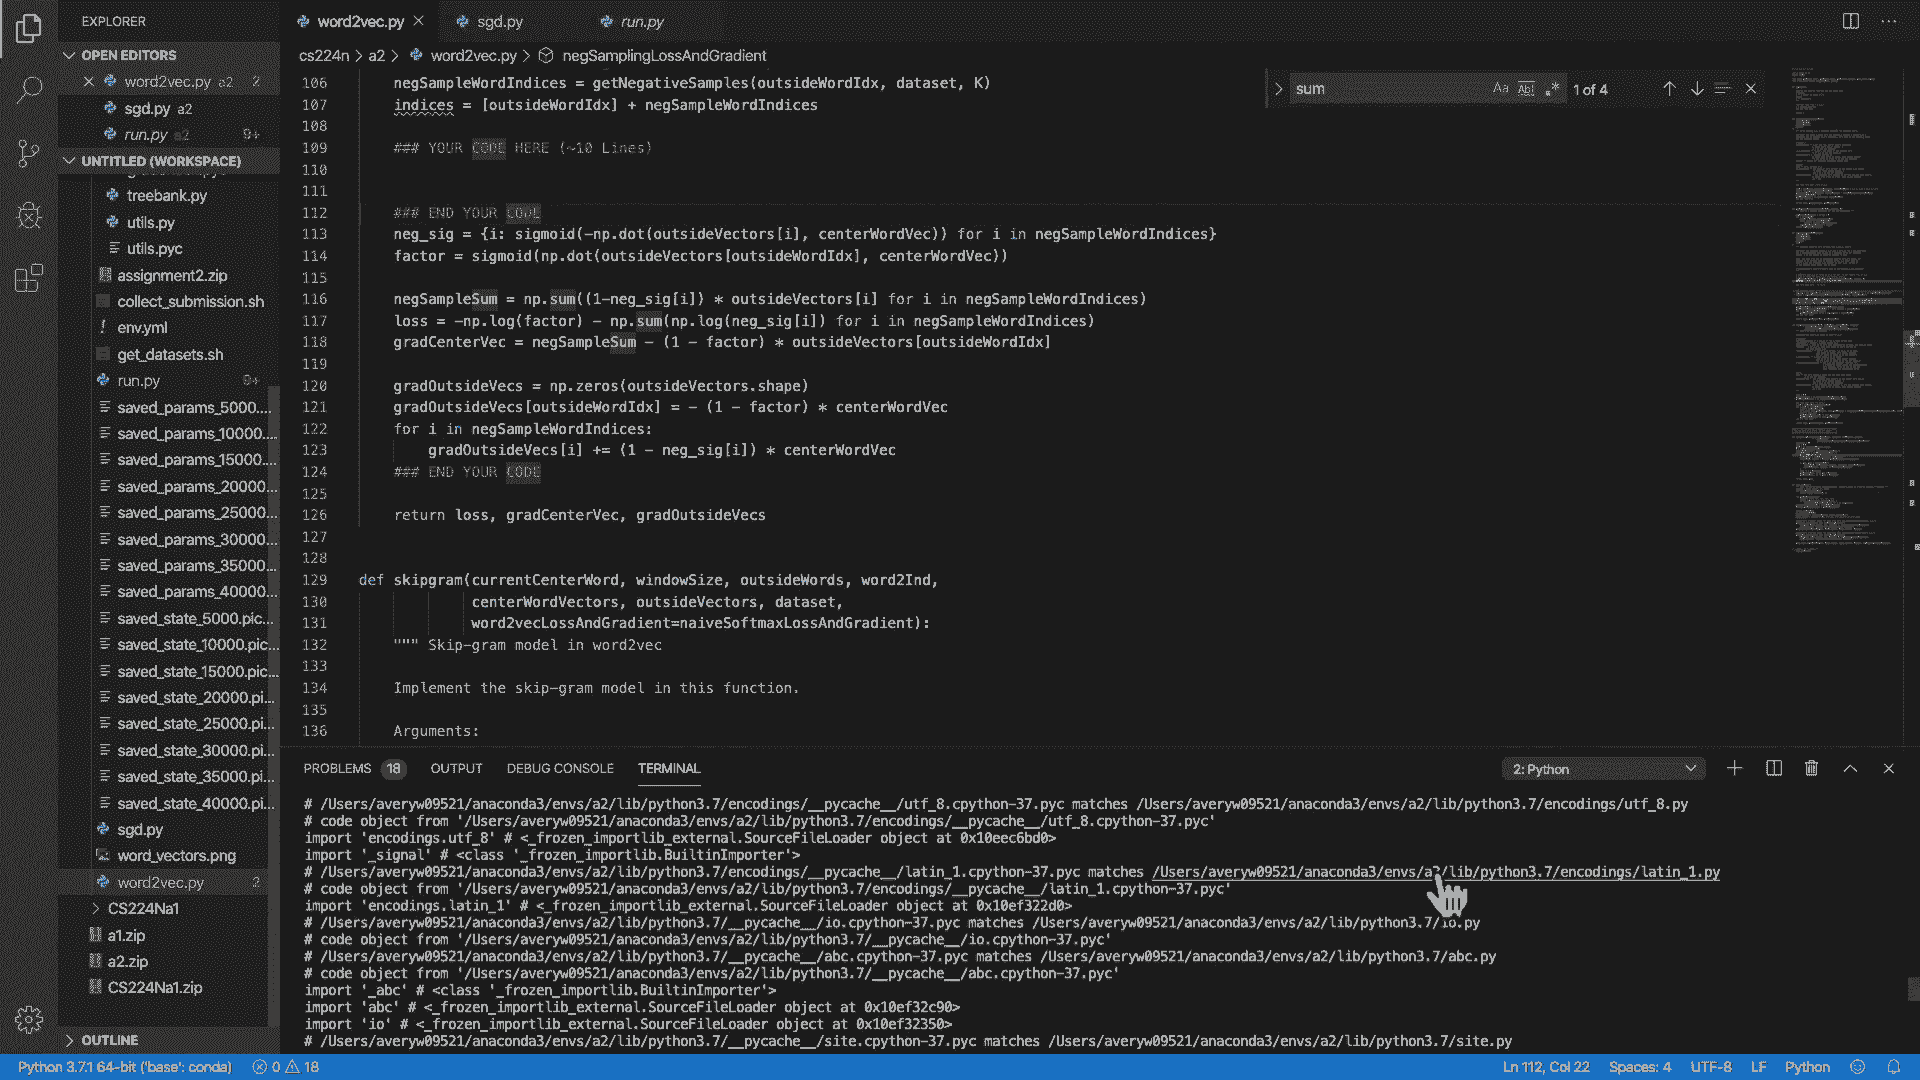 EXPLORER
OPEN EDITORS
word2vec.py a2 2
sgd.py a2
run.py a2 9+
UNTITLED (WORKSPACE)
treebank.py
utils.py
utils.pyc
assignment2.zip
collect_submission.sh
! env.yml
get_datasets.sh
run.py 9+
saved_params_5000....
saved_params_10000....
saved_params_15000....
saved_params_20000....
saved_params_25000....
saved_params_30000....
saved_params_35000....
saved_params_40000....
saved_state_5000.pic...
saved_state_10000.pic...
saved_state_15000.pic...
saved_state_20000.pi...
saved_state_25000.pi...
saved_state_30000.pi...
saved_state_35000.pi...
saved_state_40000.pi...
sgd.py
word_vectors.png
word2vec.py 2
CS224Na1
a1.zip
a2.zip
CS224Na1.zip
OUTLINE
word2vec.py sgd.py run.py
cs224n > a2 > word2vec.py > negSamplingLossAndGradient
sum Aa Abl .* 1 of 4
106 negSampleWordIndices = getNegativeSamples(outsideWordIdx, dataset, K)
107 indices = [outsideWordIdx] + negSampleWordIndices
108
109 ### YOUR CODE HERE (~10 Lines)
110
111
112 ### END YOUR CODE
113 neg_sig = {i: sigmoid(-np.dot(outsideVectors[i], centerWordVec)) for i in negSampleWordIndices}
114 factor = sigmoid(np.dot(outsideVectors[outsideWordIdx], centerWordVec))
115
116 negSampleSum = np.sum((1-neg_sig[i]) * outsideVectors[i] for i in negSampleWordIndices)
117 loss = -np.log(factor) - np.sum(np.log(neg_sig[i]) for i in negSampleWordIndices)
118 gradCenterVec = negSampleSum - (1 - factor) * outsideVectors[outsideWordIdx]
119
120 gradOutsideVecs = np.zeros(outsideVectors.shape)
121 gradOutsideVecs[outsideWordIdx] = - (1 - factor) * centerWordVec
122 for i in negSampleWordIndices:
123 gradOutsideVecs[i] += (1 - neg_sig[i]) * centerWordVec
124 ### END YOUR CODE
125
126 return loss, gradCenterVec, gradOutsideVecs
127
128
129 def skipgram(currentCenterWord, windowSize, outsideWords, word2Ind,
130 centerWordVectors, outsideVectors, dataset,
131 word2vecLossAndGradient=naiveSoftmaxLossAndGradient):
132 """ Skip-gram model in word2vec
133
134 Implement the skip-gram model in this function.
135
136 Arguments:
PROBLEMS 18 OUTPUT DEBUG CONSOLE TERMINAL 2: Python
# /Users/averyw09521/anaconda3/envs/a2/lib/python3.7/encodings/__pycache__/utf_8.cpython-37.pyc matches /Users/averyw09521/anaconda3/envs/a2/lib/python3.7/encodings/utf_8.py
# code object from '/Users/averyw09521/anaconda3/envs/a2/lib/python3.7/encodings/__pycache__/utf_8.cpython-37.pyc'
import 'encodings.utf_8' # <_frozen_importlib_external.SourceFileLoader object at 0x10eec6bd0>
import '_signal' # <class '_frozen_importlib.BuiltinImporter'>
# /Users/averyw09521/anaconda3/envs/a2/lib/python3.7/encodings/__pycache__/latin_1.cpython-37.pyc matches /Users/averyw09521/anaconda3/envs/a2/lib/python3.7/encodings/latin_1.py
# code object from '/Users/averyw09521/anaconda3/envs/a2/lib/python3.7/encodings/__pycache__/latin_1.cpython-37.pyc'
import 'encodings.latin_1' # <_frozen_importlib_external.SourceFileLoader object at 0x10ef322d0>
# /Users/averyw09521/anaconda3/envs/a2/lib/python3.7/__pycache__/io.cpython-37.pyc matches /Users/averyw09521/anaconda3/envs/a2/lib/python3.7/io.py
# code object from '/Users/averyw09521/anaconda3/envs/a2/lib/python3.7/__pycache__/io.cpython-37.pyc'
# /Users/averyw09521/anaconda3/envs/a2/lib/python3.7/__pycache__/abc.cpython-37.pyc matches /Users/averyw09521/anaconda3/envs/a2/lib/python3.7/abc.py
# code object from '/Users/averyw09521/anaconda3/envs/a2/lib/python3.7/__pycache__/abc.cpython-37.pyc'
import '_abc' # <class '_frozen_importlib.BuiltinImporter'>
import 'abc' # <_frozen_importlib_external.SourceFileLoader object at 0x10ef32c90>
import 'io' # <_frozen_importlib_external.SourceFileLoader object at 0x10ef32350>
# /Users/averyw09521/anaconda3/envs/a2/lib/python3.7/__pycache__/site.cpython-37.pyc matches /Users/averyw09521/anaconda3/envs/a2/lib/python3.7/site.py
Python 3.7.1 64-bit ('base': conda) 0 18 Ln 112, Col 22 Spaces: 4 UTF-8 LF Python